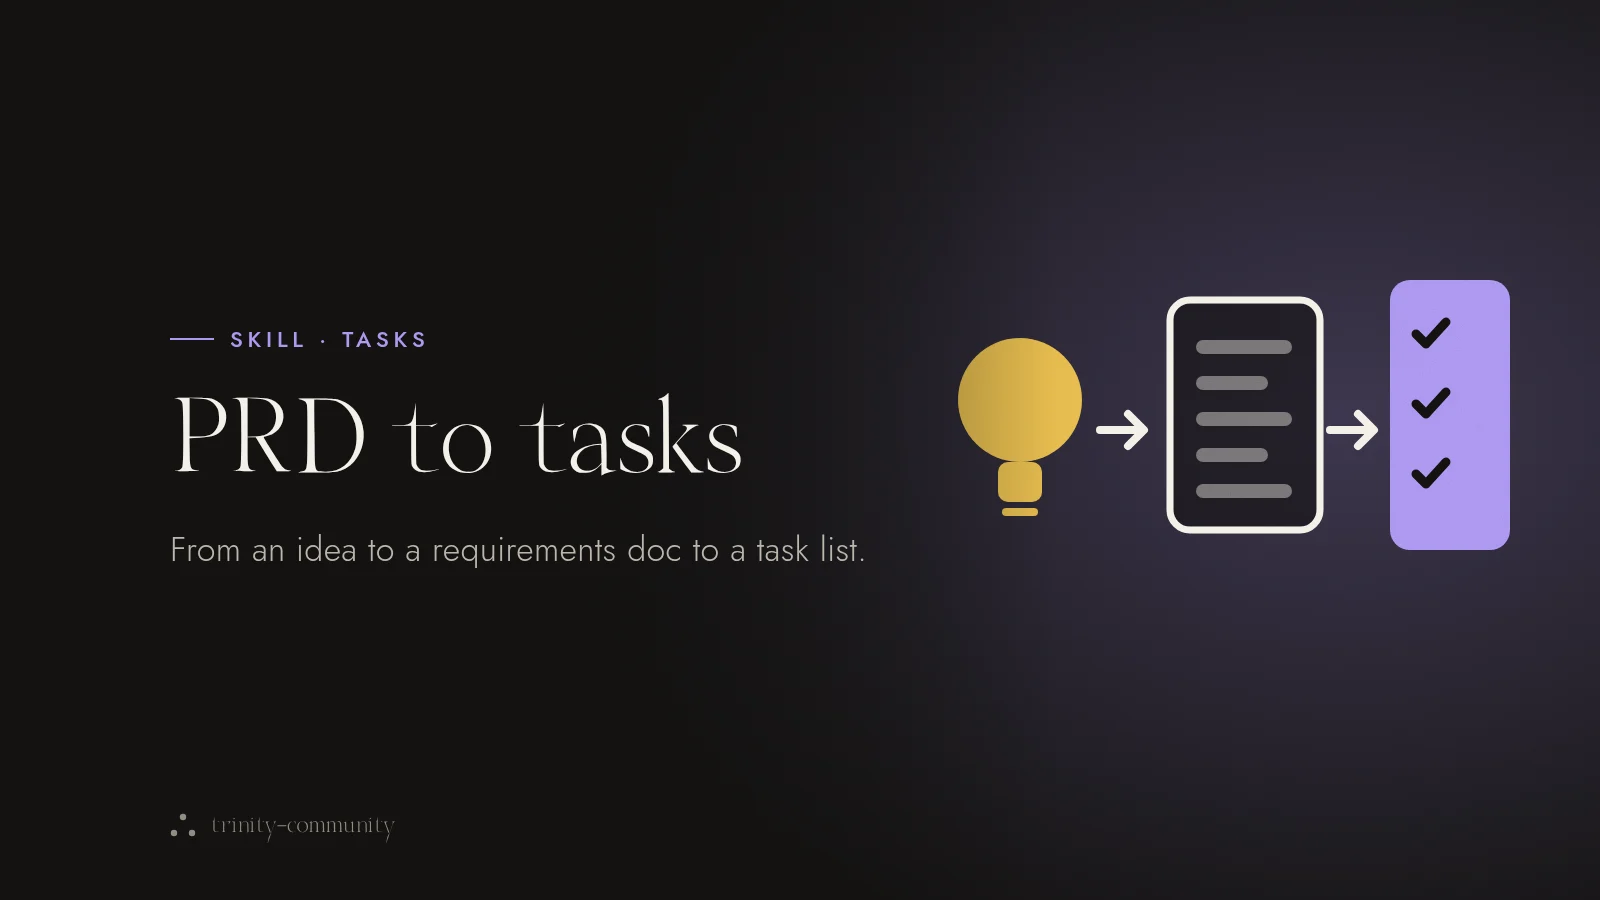 SKILL · TASKS
PRD to tasks
From an idea to a requirements doc to a task list.
trinity-community